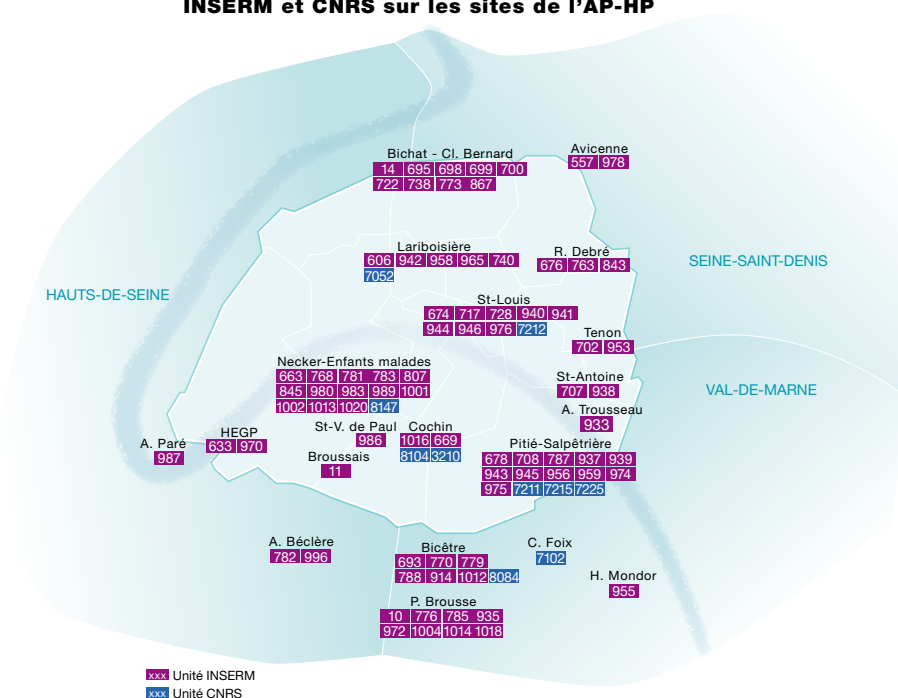 INSERM et CNRS sur les sites de l'AP-HP
Bichat - Cl. Bernard
14 695 698 699 700
722 738 773 867
Avicenne
557 978
Lariboisière
606 942 958 965 740
7052
R. Debré
676 763 843
SEINE-SAINT-DENIS
HAUTS-DE-SEINE
St-Louis
674 717 728 940 941
944 946 976 7212
Tenon
702 953
Necker-Enfants malades
663 768 781 783 807
845 980 983 989 1001
1002 1013 1020 8147
St-Antoine
707 938
VAL-DE-MARNE
A. Trousseau
933
St-V. de Paul
986
Cochin
1016 669
8104 3210
HEGP
633 970
A. Paré
987
Broussais
11
Pitié-Salpêtrière
678 708 787 937 939
943 945 956 959 974
975 7211 7215 7225
A. Béclère
782 996
Bicêtre
693 770 779
788 914 1012 8084
C. Foix
7102
H. Mondor
955
P. Brousse
10 776 785 935
972 1004 1014 1018
xxx Unité INSERM
xxx Unité CNRS